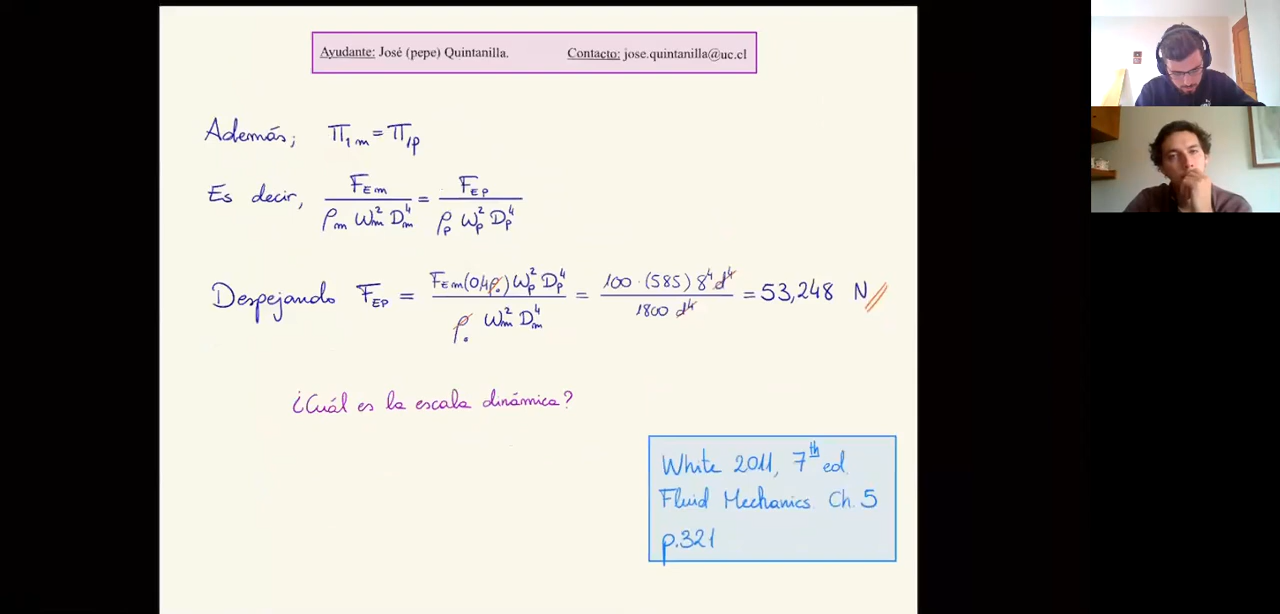 Ayudante: José (pepe) Quintanilla. Contacto: jose.quintanilla@uc.cl
Además; Π1m = Π1p
Es decir, FEm / ρm ωm² Dm⁴ = FEp / ρp ωp² Dp⁴
Despejando FEP = FEm(0,4ρ₀) ωp² Dp⁴ / ρ₀ ωm² Dm⁴ = 100 · (585) 8⁴ d⁴ / 1800 d⁴ = 53,248 N
¿Cuál es la escala dinámica?
White 2011, 7th ed.
Fluid Mechanics. Ch. 5
p.321